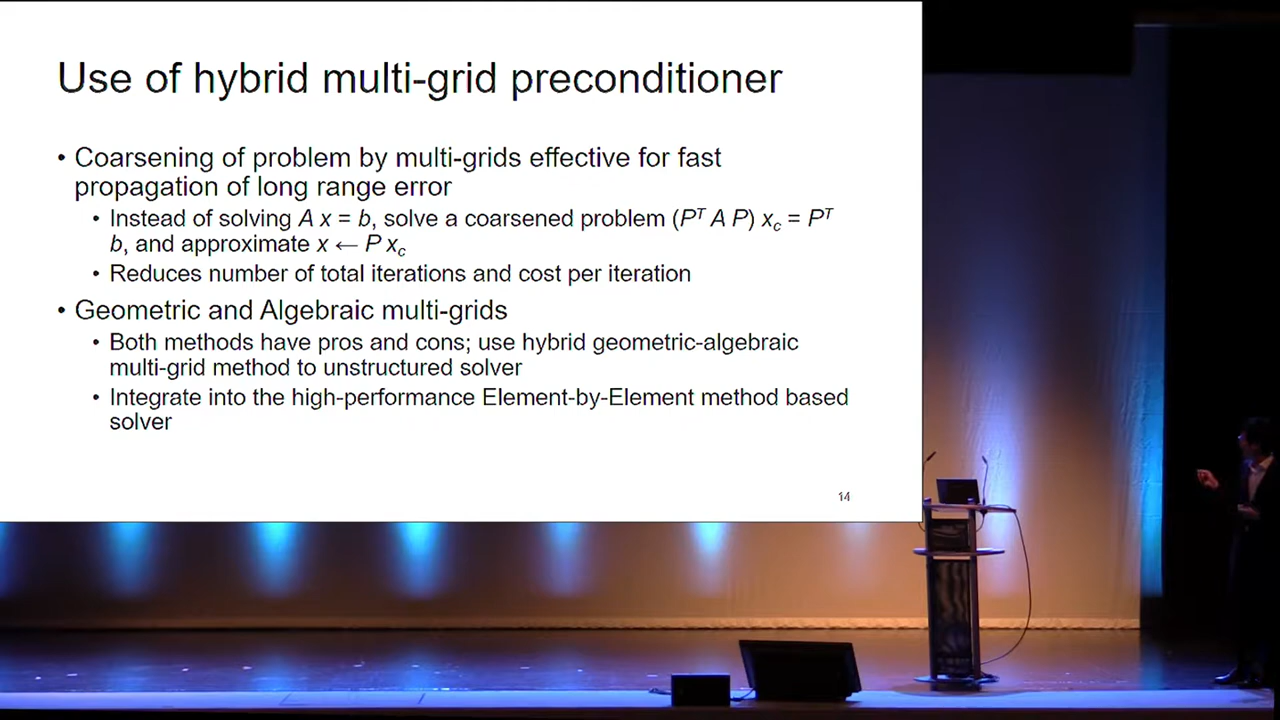 Use of hybrid multi-grid preconditioner
• Coarsening of problem by multi-grids effective for fast
propagation of long range error
• Instead of solving A x = b, solve a coarsened problem (Pᵀ A P) x_c = Pᵀ
b, and approximate x ← P x_c
• Reduces number of total iterations and cost per iteration
• Geometric and Algebraic multi-grids
• Both methods have pros and cons; use hybrid geometric-algebraic
multi-grid method to unstructured solver
• Integrate into the high-performance Element-by-Element method based
solver
14